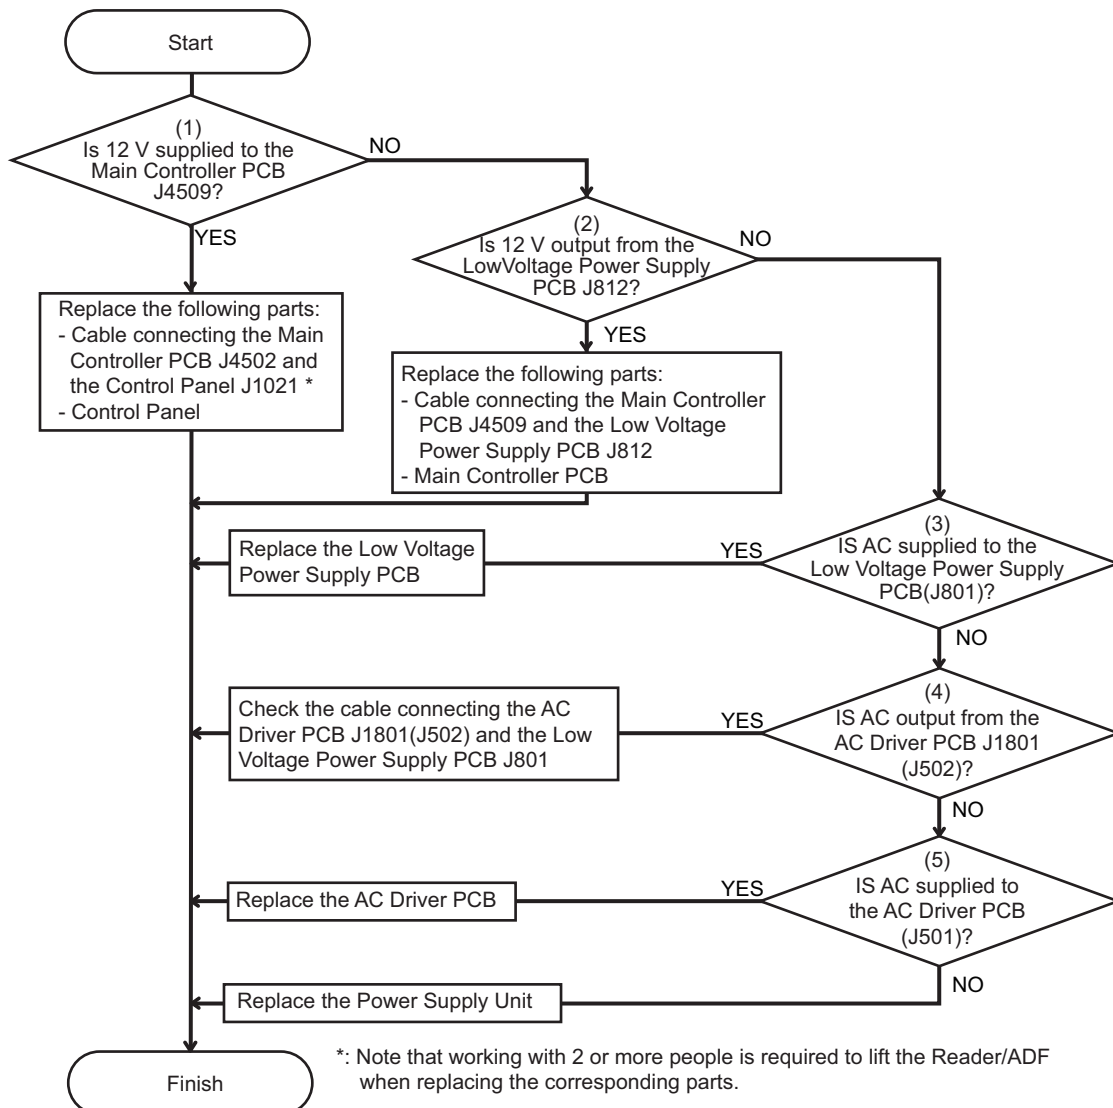 Start
(1)
Is 12 V supplied to the
Main Controller PCB
J4509?
NO
YES
(2)
Is 12 V output from the
LowVoltage Power Supply
PCB J812?
NO
YES
Replace the following parts:
- Cable connecting the Main
Controller PCB J4502 and
the Control Panel J1021 *
- Control Panel
Replace the following parts:
- Cable connecting the Main Controller
PCB J4509 and the Low Voltage
Power Supply PCB J812
- Main Controller PCB
(3)
IS AC supplied to the
Low Voltage Power Supply
PCB(J801)?
YES
NO
Replace the Low Voltage
Power Supply PCB
(4)
IS AC output from the
AC Driver PCB J1801
(J502)?
YES
NO
Check the cable connecting the AC
Driver PCB J1801(J502) and the Low
Voltage Power Supply PCB J801
(5)
IS AC supplied to
the AC Driver PCB
(J501)?
YES
NO
Replace the AC Driver PCB
Replace the Power Supply Unit
Finish
*: Note that working with 2 or more people is required to lift the Reader/ADF
when replacing the corresponding parts.